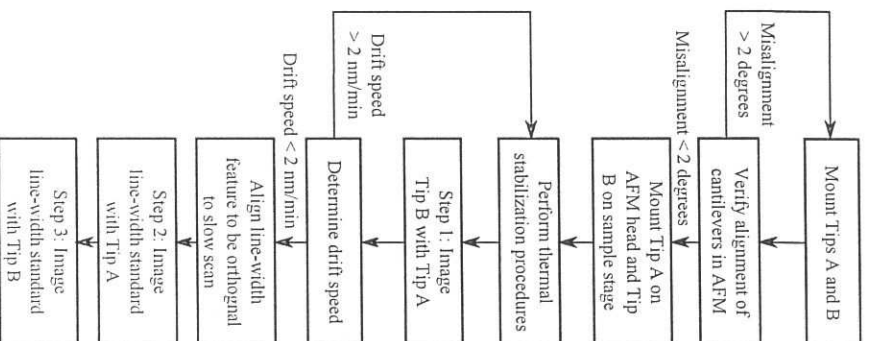 Mount Tips A and B
Misalignment
> 2 degrees
Verify alignment of
cantilevers in AFM
Misalignment < 2 degrees
Mount Tip A on
AFM head and Tip
B on sample stage
Perform thermal
stabilization procedures
Step 1: Image
Tip B with Tip A
Drift speed
> 2 nm/min
Determine drift speed
Drift speed < 2 nm/min
Align line-width
feature to be orthognal
to slow scan
Step 2: Image
line-width standard
with Tip A
Step 3: Image
line-width standard
with Tip B